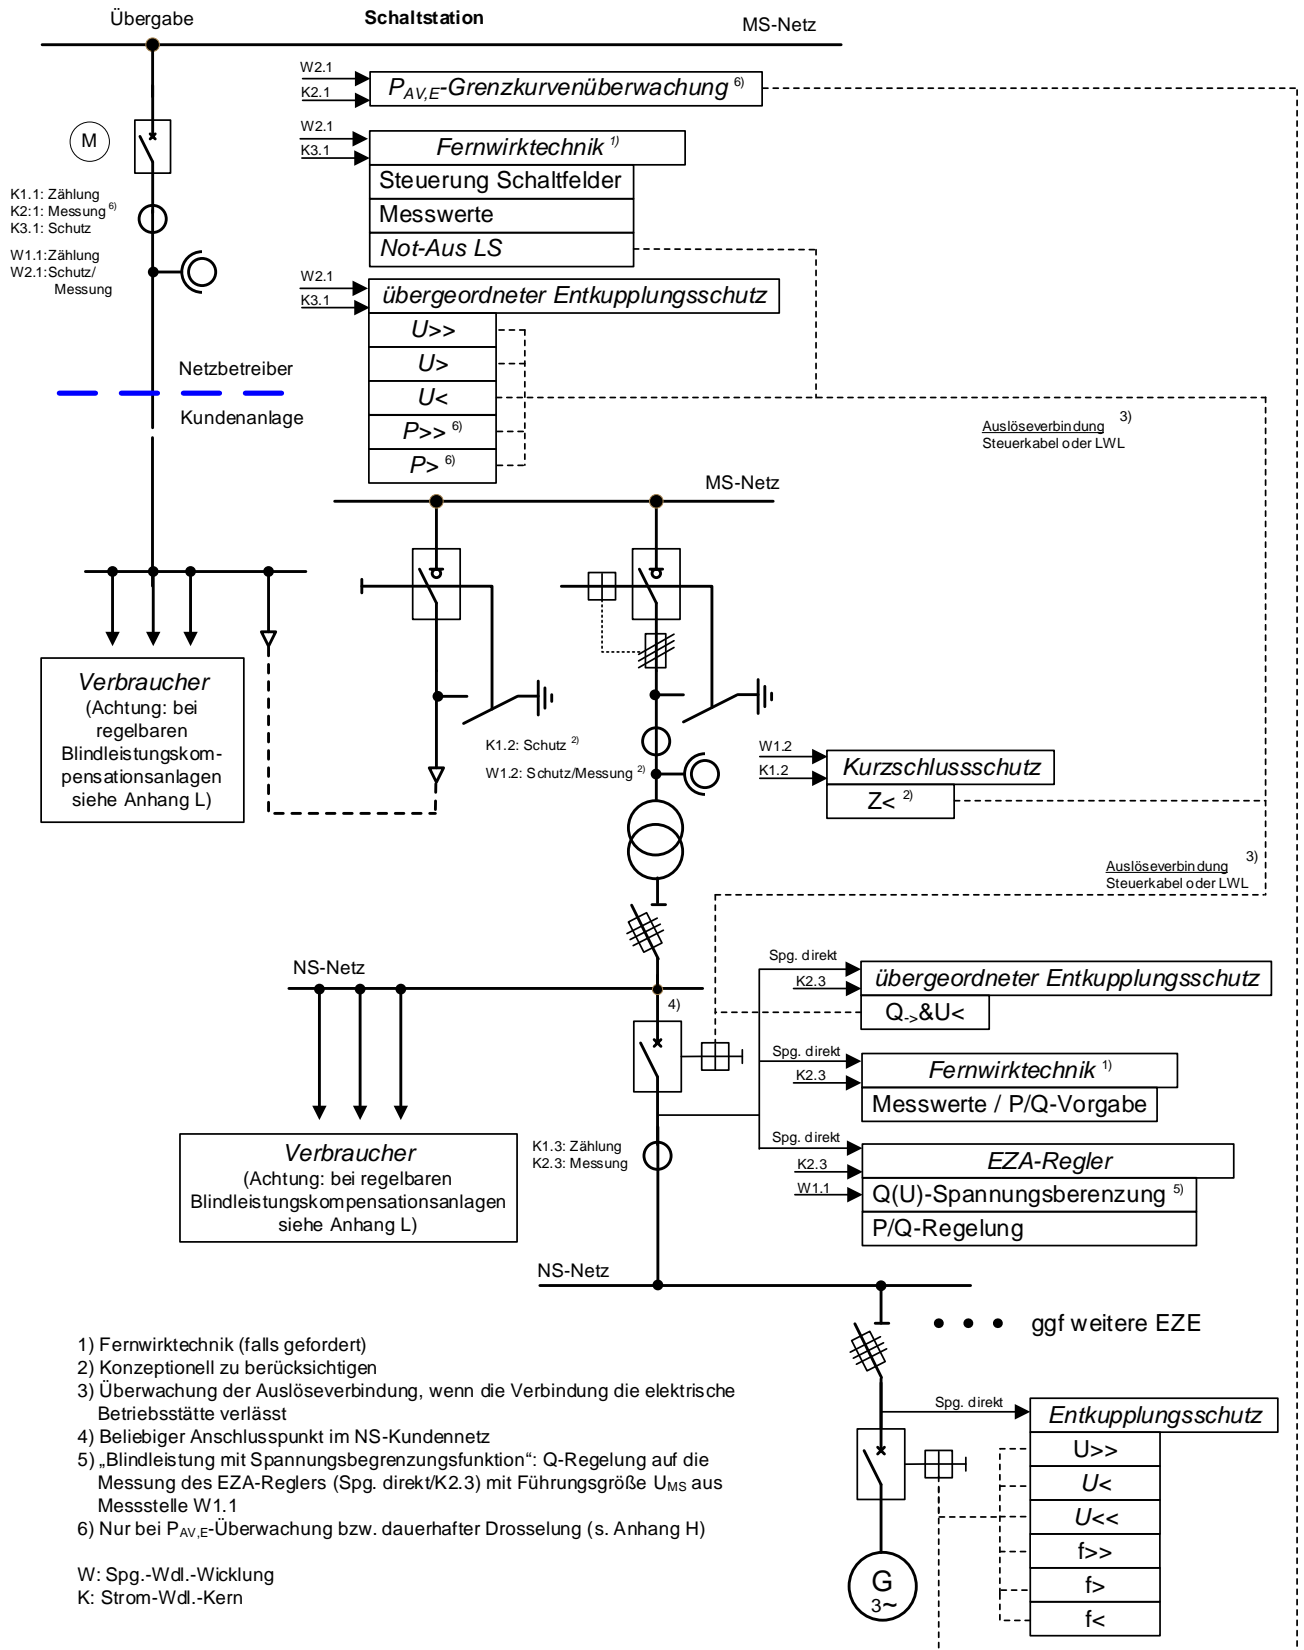 Übergabe
Schaltstation
MS-Netz
W2.1
K2.1
P_AV,E-Grenzkurvenüberwachung 6)
M
W2.1
K3.1
Fernwirktechnik 1)
Steuerung Schaltfelder
Messwerte
Not-Aus LS
K1.1: Zählung
K2:1: Messung 6)
K3.1: Schutz
W1.1:Zählung
W2.1:Schutz/
Messung
W2.1
K3.1
übergeordneter Entkupplungsschutz
U>>
U>
U<
P>> 6)
P> 6)
Netzbetreiber
Kundenanlage
Auslöseverbindung 3)
Steuerkabel oder LWL
MS-Netz
Verbraucher
(Achtung: bei
regelbaren
Blindleistungskom-
pensationsanlagen
siehe Anhang L)
K1.2: Schutz 2)
W1.2: Schutz/Messung 2)
W1.2
K1.2
Kurzschlussschutz
Z< 2)
Auslöseverbindung 3)
Steuerkabel oder LWL
NS-Netz
4)
Spg. direkt
K2.3
übergeordneter Entkupplungsschutz
Q->&U<
Spg. direkt
K2.3
Fernwirktechnik 1)
Messwerte / P/Q-Vorgabe
Verbraucher
(Achtung: bei regelbaren
Blindleistungskompensationsanlagen
siehe Anhang L)
K1.3: Zählung
K2.3: Messung
Spg. direkt
K2.3
W1.1
EZA-Regler
Q(U)-Spannungsberenzung 5)
P/Q-Regelung
NS-Netz
ggf weitere EZE
1) Fernwirktechnik (falls gefordert)
2) Konzeptionell zu berücksichtigen
3) Überwachung der Auslöseverbindung, wenn die Verbindung die elektrische
Betriebsstätte verlässt
4) Beliebiger Anschlusspunkt im NS-Kundennetz
5) „Blindleistung mit Spannungsbegrenzungsfunktion“: Q-Regelung auf die
Messung des EZA-Reglers (Spg. direkt/K2.3) mit Führungsgröße U_MS aus
Messstelle W1.1
6) Nur bei P_AV,E-Überwachung bzw. dauerhafter Drosselung (s. Anhang H)
W: Spg.-Wdl.-Wicklung
K: Strom-Wdl.-Kern
Spg. direkt
Entkupplungsschutz
U>>
U<
U<<
f>>
f>
f<
G
3~